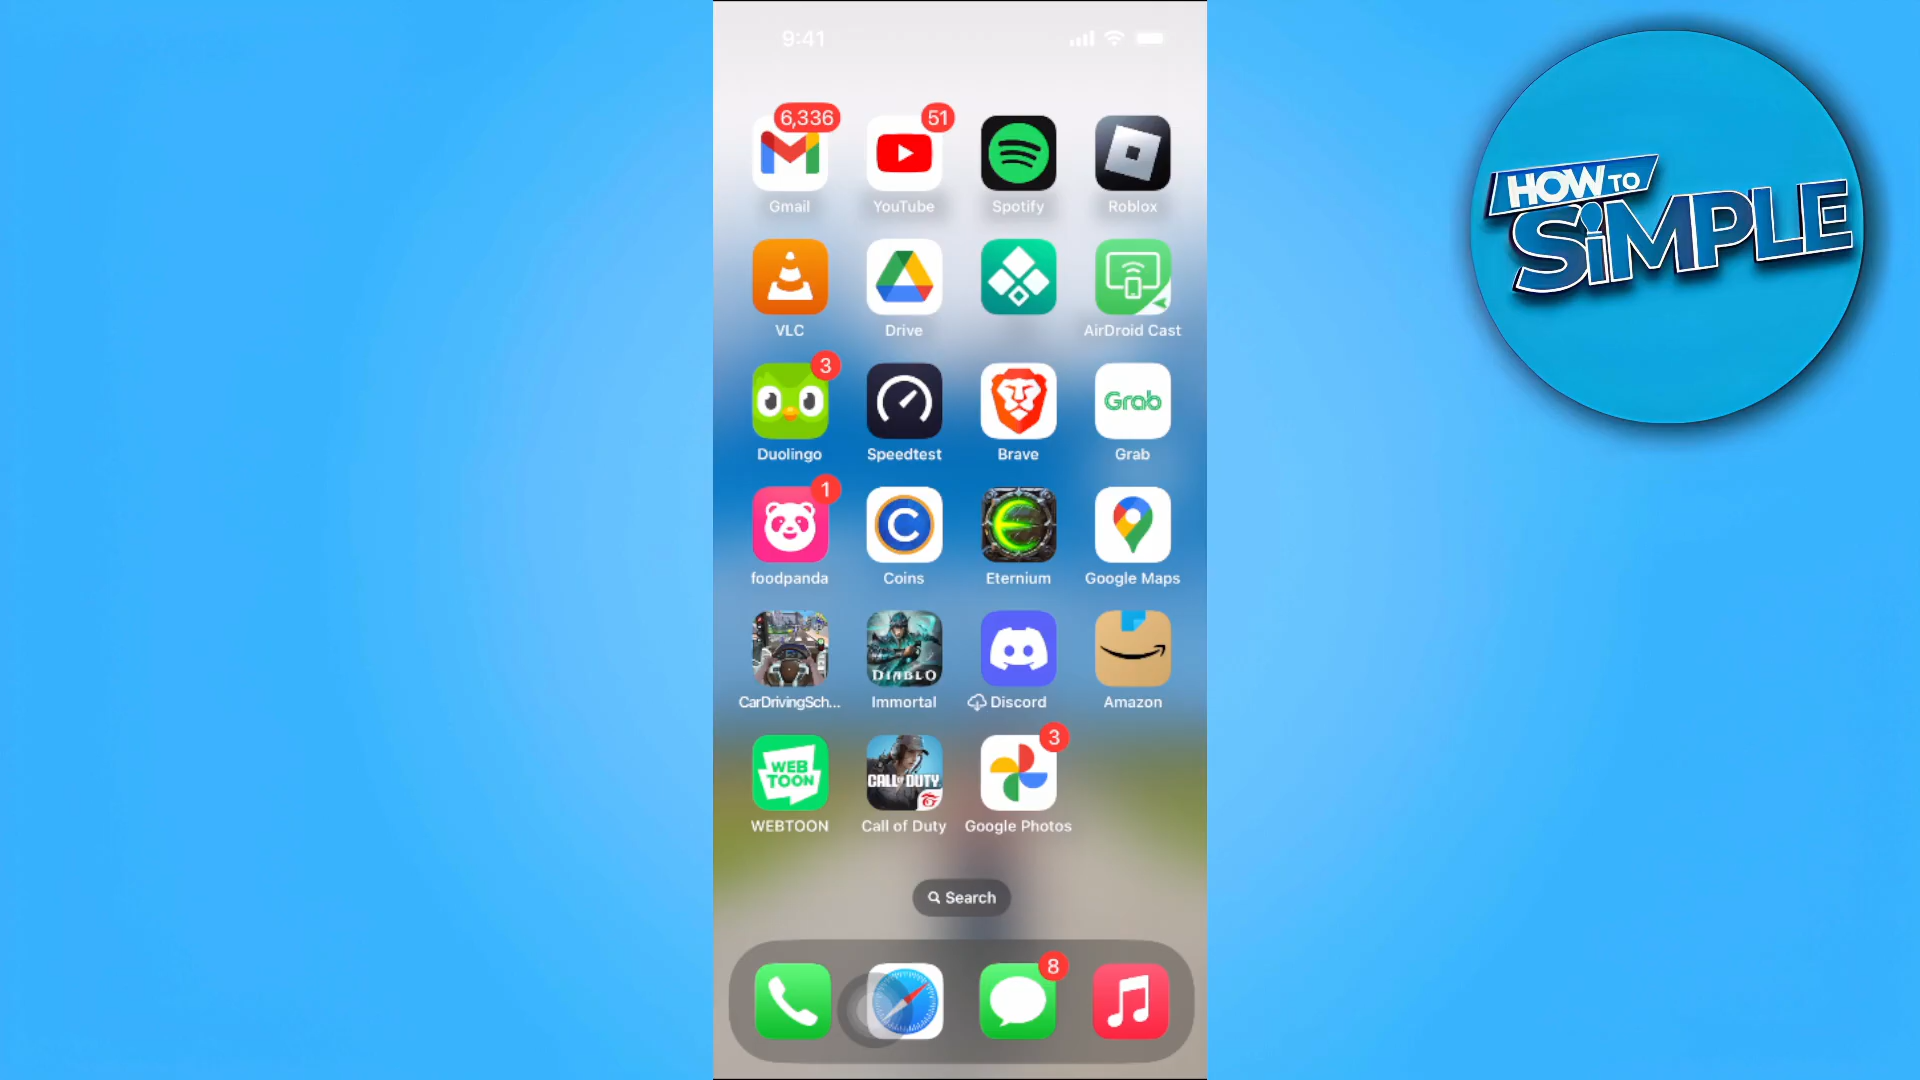 9:41
HOW TO
SiMPLE
6,336
51
Gmail
YouTube
Spotify
Roblox
VLC
Drive
AirDroid Cast
3
Grab
Duolingo
Speedtest
Brave
Grab
1
C
E
foodpanda
Coins
Eternium
Google Maps
DIABLO
CarDrivingSch...
Immortal
Discord
Amazon
WEB
TOON
CALL OF DUTY
3
WEBTOON
Call of Duty
Google Photos
Search
8